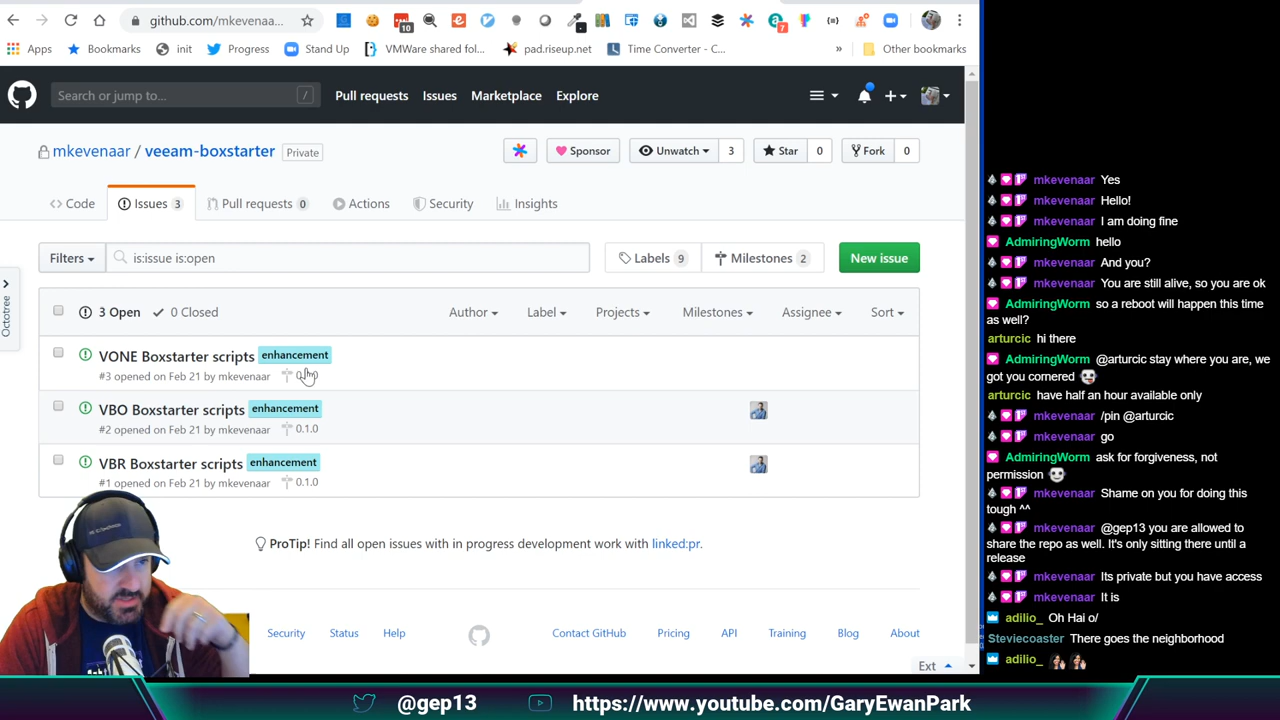 github.com/mkevenaa...
10
7
Apps
Bookmarks
init
Progress
Stand Up
VMWare shared fol...
pad.riseup.net
Time Converter - C...
»
Other bookmarks
Search or jump to...
/
Pull requests
Issues
Marketplace
Explore
mkevenaar / veeam-boxstarter
Private
Sponsor
Unwatch
3
Star
0
Fork
0
Code
Issues 3
Pull requests 0
Actions
Security
Insights
Filters
is:issue is:open
Labels 9
Milestones 2
New issue
Octotree
3 Open
0 Closed
Author
Label
Projects
Milestones
Assignee
Sort
VONE Boxstarter scripts enhancement
#3 opened on Feb 21 by mkevenaar
VBO Boxstarter scripts enhancement
#2 opened on Feb 21 by mkevenaar 0.1.0
VBR Boxstarter scripts enhancement
#1 opened on Feb 21 by mkevenaar 0.1.0
ProTip! Find all open issues with in progress development work with linked:pr.
Security
Status
Help
Contact GitHub
Pricing
API
Training
Blog
About
Ext
mkevenaar Yes
mkevenaar Hello!
mkevenaar I am doing fine
AdmiringWorm hello
mkevenaar And you?
mkevenaar You are still alive, so you are ok
AdmiringWorm so a reboot will happen this time
as well?
arturcic hi there
AdmiringWorm @arturcic stay where you are, we
got you cornered
arturcic have half an hour available only
mkevenaar /pin @arturcic
mkevenaar go
AdmiringWorm ask for forgiveness, not
permission
mkevenaar Shame on you for doing this
tough ^^
mkevenaar @gep13 you are allowed to
share the repo as well. It's only sitting there until a
release
mkevenaar Its private but you have access
mkevenaar It is
adilio_ Oh Hai o/
Steviecoaster There goes the neighborhood
adilio_
@gep13
https://www.youtube.com/GaryEwanPark